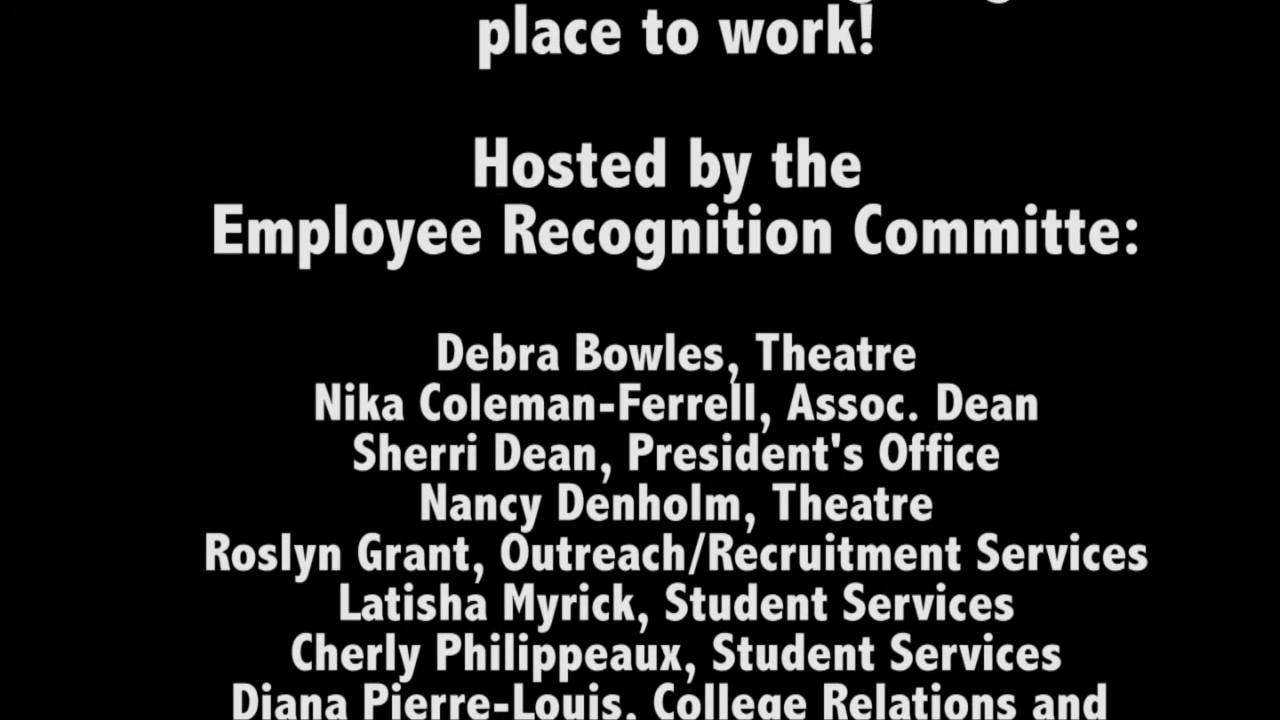 place to work!
Hosted by the
Employee Recognition Committe:
Debra Bowles, Theatre
Nika Coleman-Ferrell, Assoc. Dean
Sherri Dean, President's Office
Nancy Denholm, Theatre
Roslyn Grant, Outreach/Recruitment Services
Latisha Myrick, Student Services
Cherly Philippeaux, Student Services
Diana Pierre-Louis, College Relations and